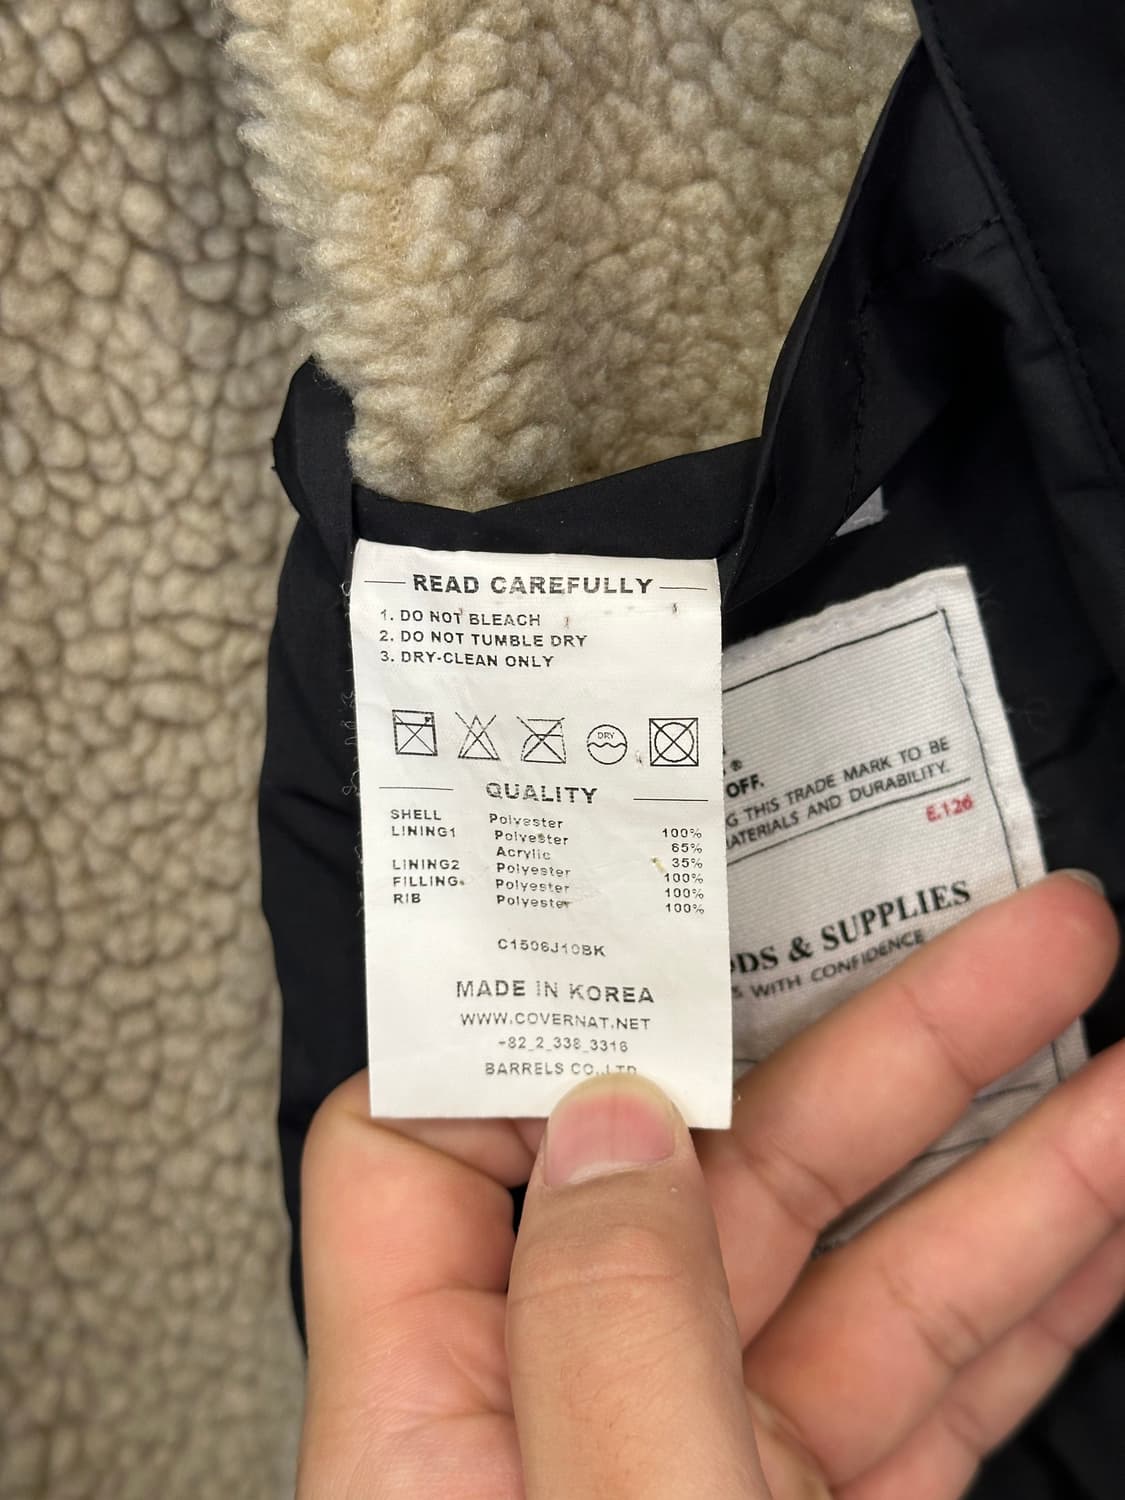 READ CAREFULLY
1. DO NOT BLEACH
2. DO NOT TUMBLE DRY
3. DRY-CLEAN ONLY
DRY
QUALITY
SHELL Polyester 100%
LINING1 Polyester 65%
Acrylic 35%
LINING2 Polyester 100%
FILLING Polyester 100%
RIB Polyester 100%
C1506J10BK
MADE IN KOREA
WWW.COVERNAT.NET
-82_2_338_3316
BARRELS CO.,LTD
®
OFF.
THIS TRADE MARK TO BE
MATERIALS AND DURABILITY.
E.126
& SUPPLIES
WITH CONFIDENCE